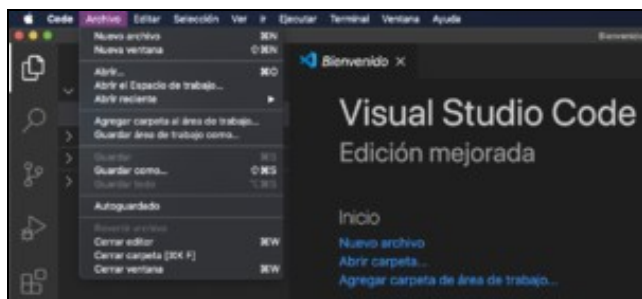 Code Archivo Editar Selección Ver Ir Ejecutar Terminal Ventana Ayuda
Bienvenido
Nuevo archivo ⌘N
Nueva ventana ⇧⌘N
Abrir... ⌘O
Abrir el Espacio de trabajo...
Abrir reciente
Agregar carpeta al área de trabajo...
Guardar área de trabajo como...
Guardar ⌘S
Guardar como... ⇧⌘S
Guardar todo ⌥⌘S
Autoguardado
Revertir archivo
Cerrar editor ⌘W
Cerrar carpeta [⌘K F]
Cerrar ventana ⌘W
Bienvenido ×
Visual Studio Code
Edición mejorada
Inicio
Nuevo archivo
Abrir carpeta...
Agregar carpeta de área de trabajo...